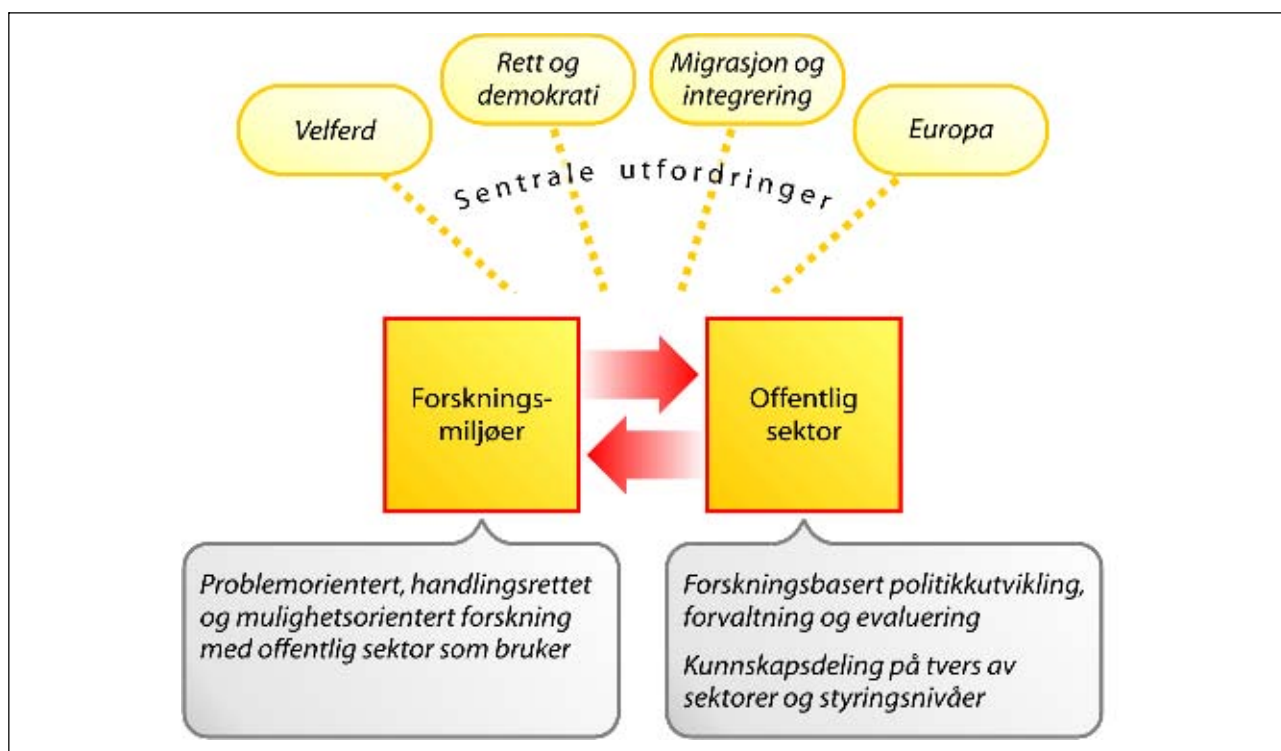 Velferd
Rett og
demokrati
Migrasjon og
integrering
Europa
Sentrale utfordringer
Forsknings-
miljøer
Offentlig
sektor
Problemorientert, handlingsrettet
og mulighetsorientert forskning
med offentlig sektor som bruker
Forskningsbasert politikkutvikling,
forvaltning og evaluering
Kunnskapsdeling på tvers av
sektorer og styringsnivåer